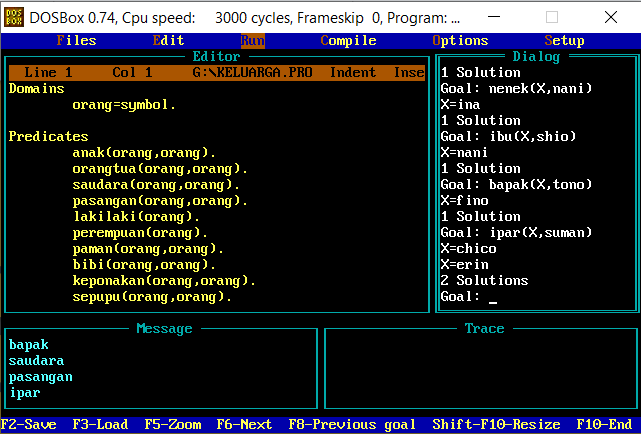 DOSBox 0.74, Cpu speed: 3000 cycles, Frameskip 0, Program: ...
Files Edit Run Compile Options Setup
Editor
Line 1 Col 1 G:\KELUARGA.PRO Indent Inse
Domains
orang=symbol.
Predicates
anak(orang,orang).
orangtua(orang,orang).
saudara(orang,orang).
pasangan(orang,orang).
lakilaki(orang).
perempuan(orang).
paman(orang,orang).
bibi(orang,orang).
keponakan(orang,orang).
sepupu(orang,orang).
Dialog
1 Solution
Goal: nenek(X,nani)
X=ina
1 Solution
Goal: ibu(X,shio)
X=nani
1 Solution
Goal: bapak(X,tono)
X=fino
1 Solution
Goal: ipar(X,suman)
X=chico
X=erin
2 Solutions
Goal: _
Message
bapak
saudara
pasangan
ipar
Trace
F2-Save F3-Load F5-Zoom F6-Next F8-Previous goal Shift-F10-Resize F10-End